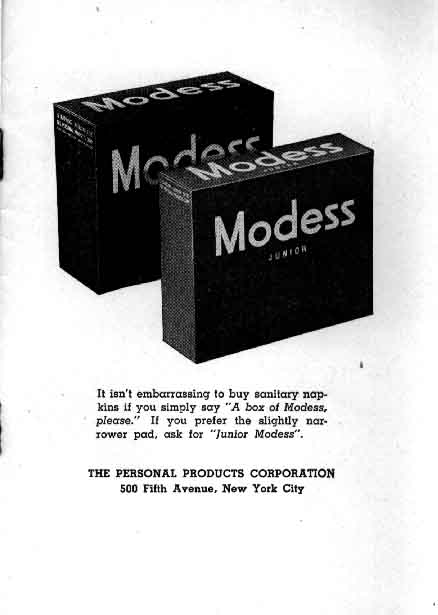 Modess
Modess
Modess
JUNIOR
Modess
JUNIOR
It isn't embarrassing to buy sanitary nap-
kins if you simply say "A box of Modess,
please." If you prefer the slightly nar-
rower pad, ask for "Junior Modess".
THE PERSONAL PRODUCTS CORPORATION
500 Fifth Avenue, New York City